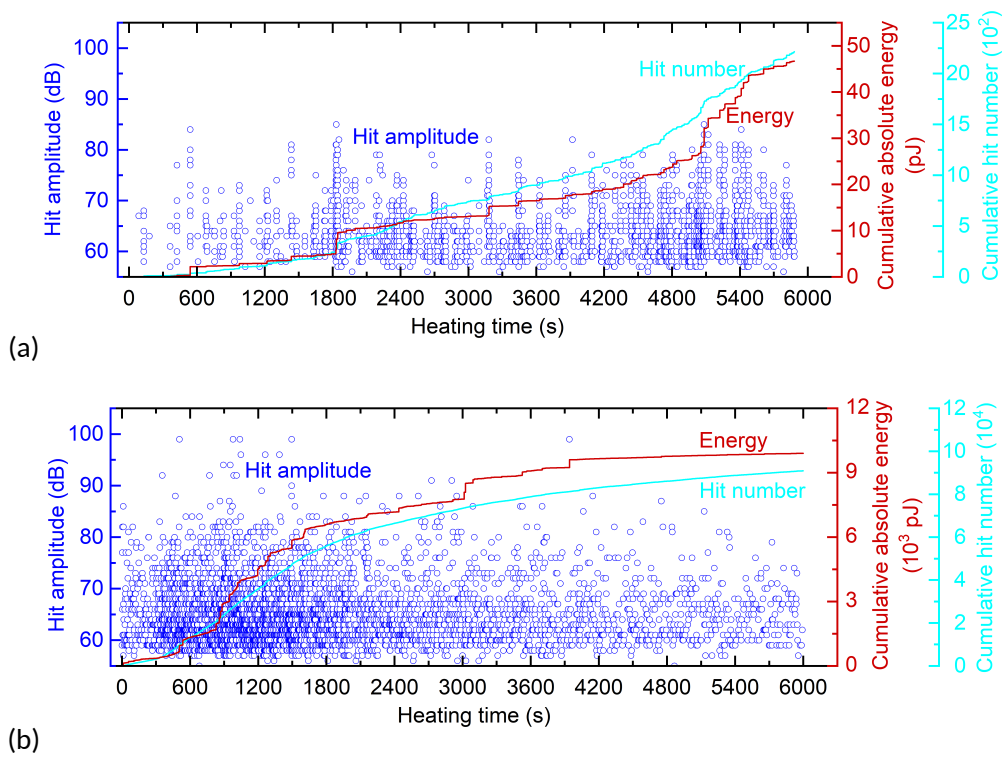 Hit amplitude (dB)
100
90
80
70
60
Hit number
Hit amplitude
Energy
50
40
30
20
10
0
Cumulative absolute energy
(pJ)
25
20
15
10
5
0
Cumulative hit number (10²)
0 600 1200 1800 2400 3000 3600 4200 4800 5400 6000
Heating time (s)
(a)
Hit amplitude (dB)
100
90
80
70
60
Energy
Hit amplitude
Hit number
12
9
6
3
0
Cumulative absolute energy
(10³ pJ)
12
10
8
6
4
2
0
Cumulative hit number (10⁴)
0 600 1200 1800 2400 3000 3600 4200 4800 5400 6000
Heating time (s)
(b)